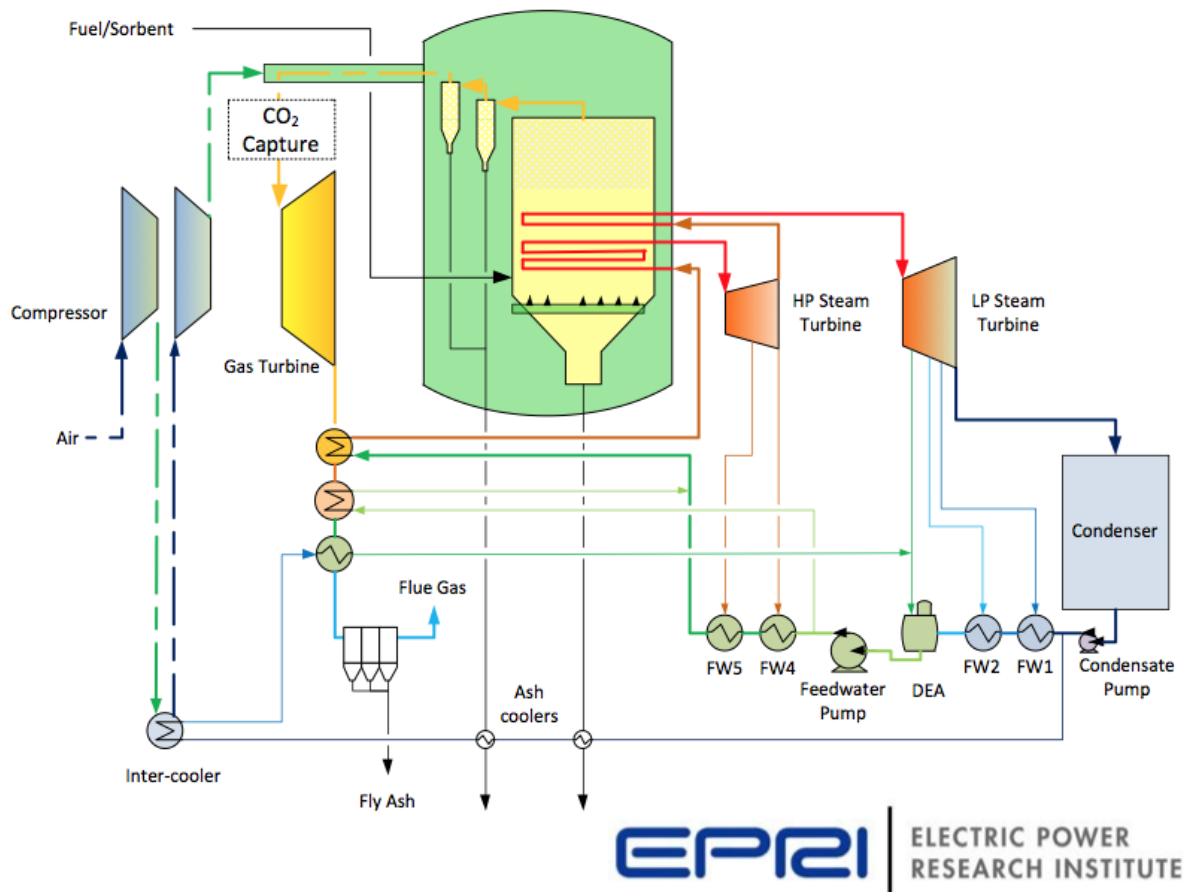 Fuel/Sorbent
CO₂
Capture
Compressor
Gas Turbine
HP Steam
Turbine
LP Steam
Turbine
Air
Condenser
Flue Gas
FW5
FW4
Feedwater
Pump
DEA
FW2
FW1
Condensate
Pump
Ash
coolers
Inter-cooler
Fly Ash
EPRI
ELECTRIC POWER
RESEARCH INSTITUTE